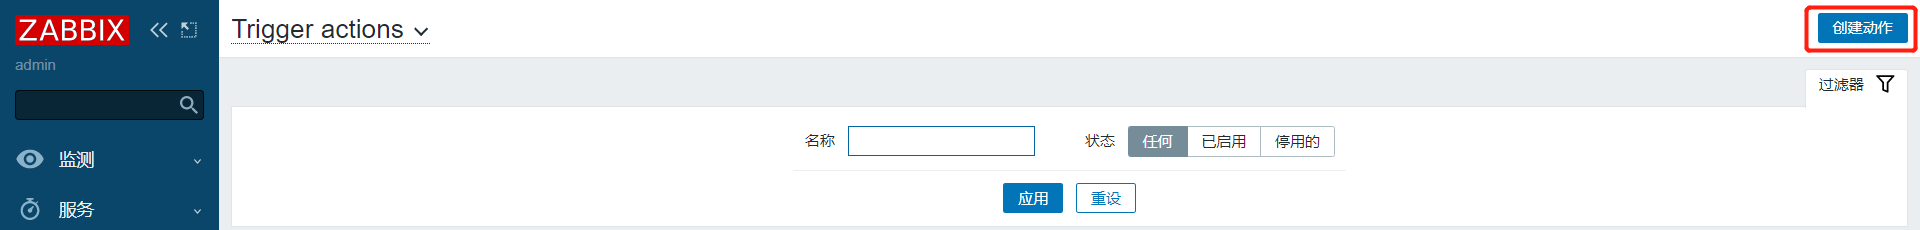 ZABBIX
admin
监测
服务
Trigger actions
创建动作
过滤器
名称
状态 任何 已启用 停用的
应用 重设